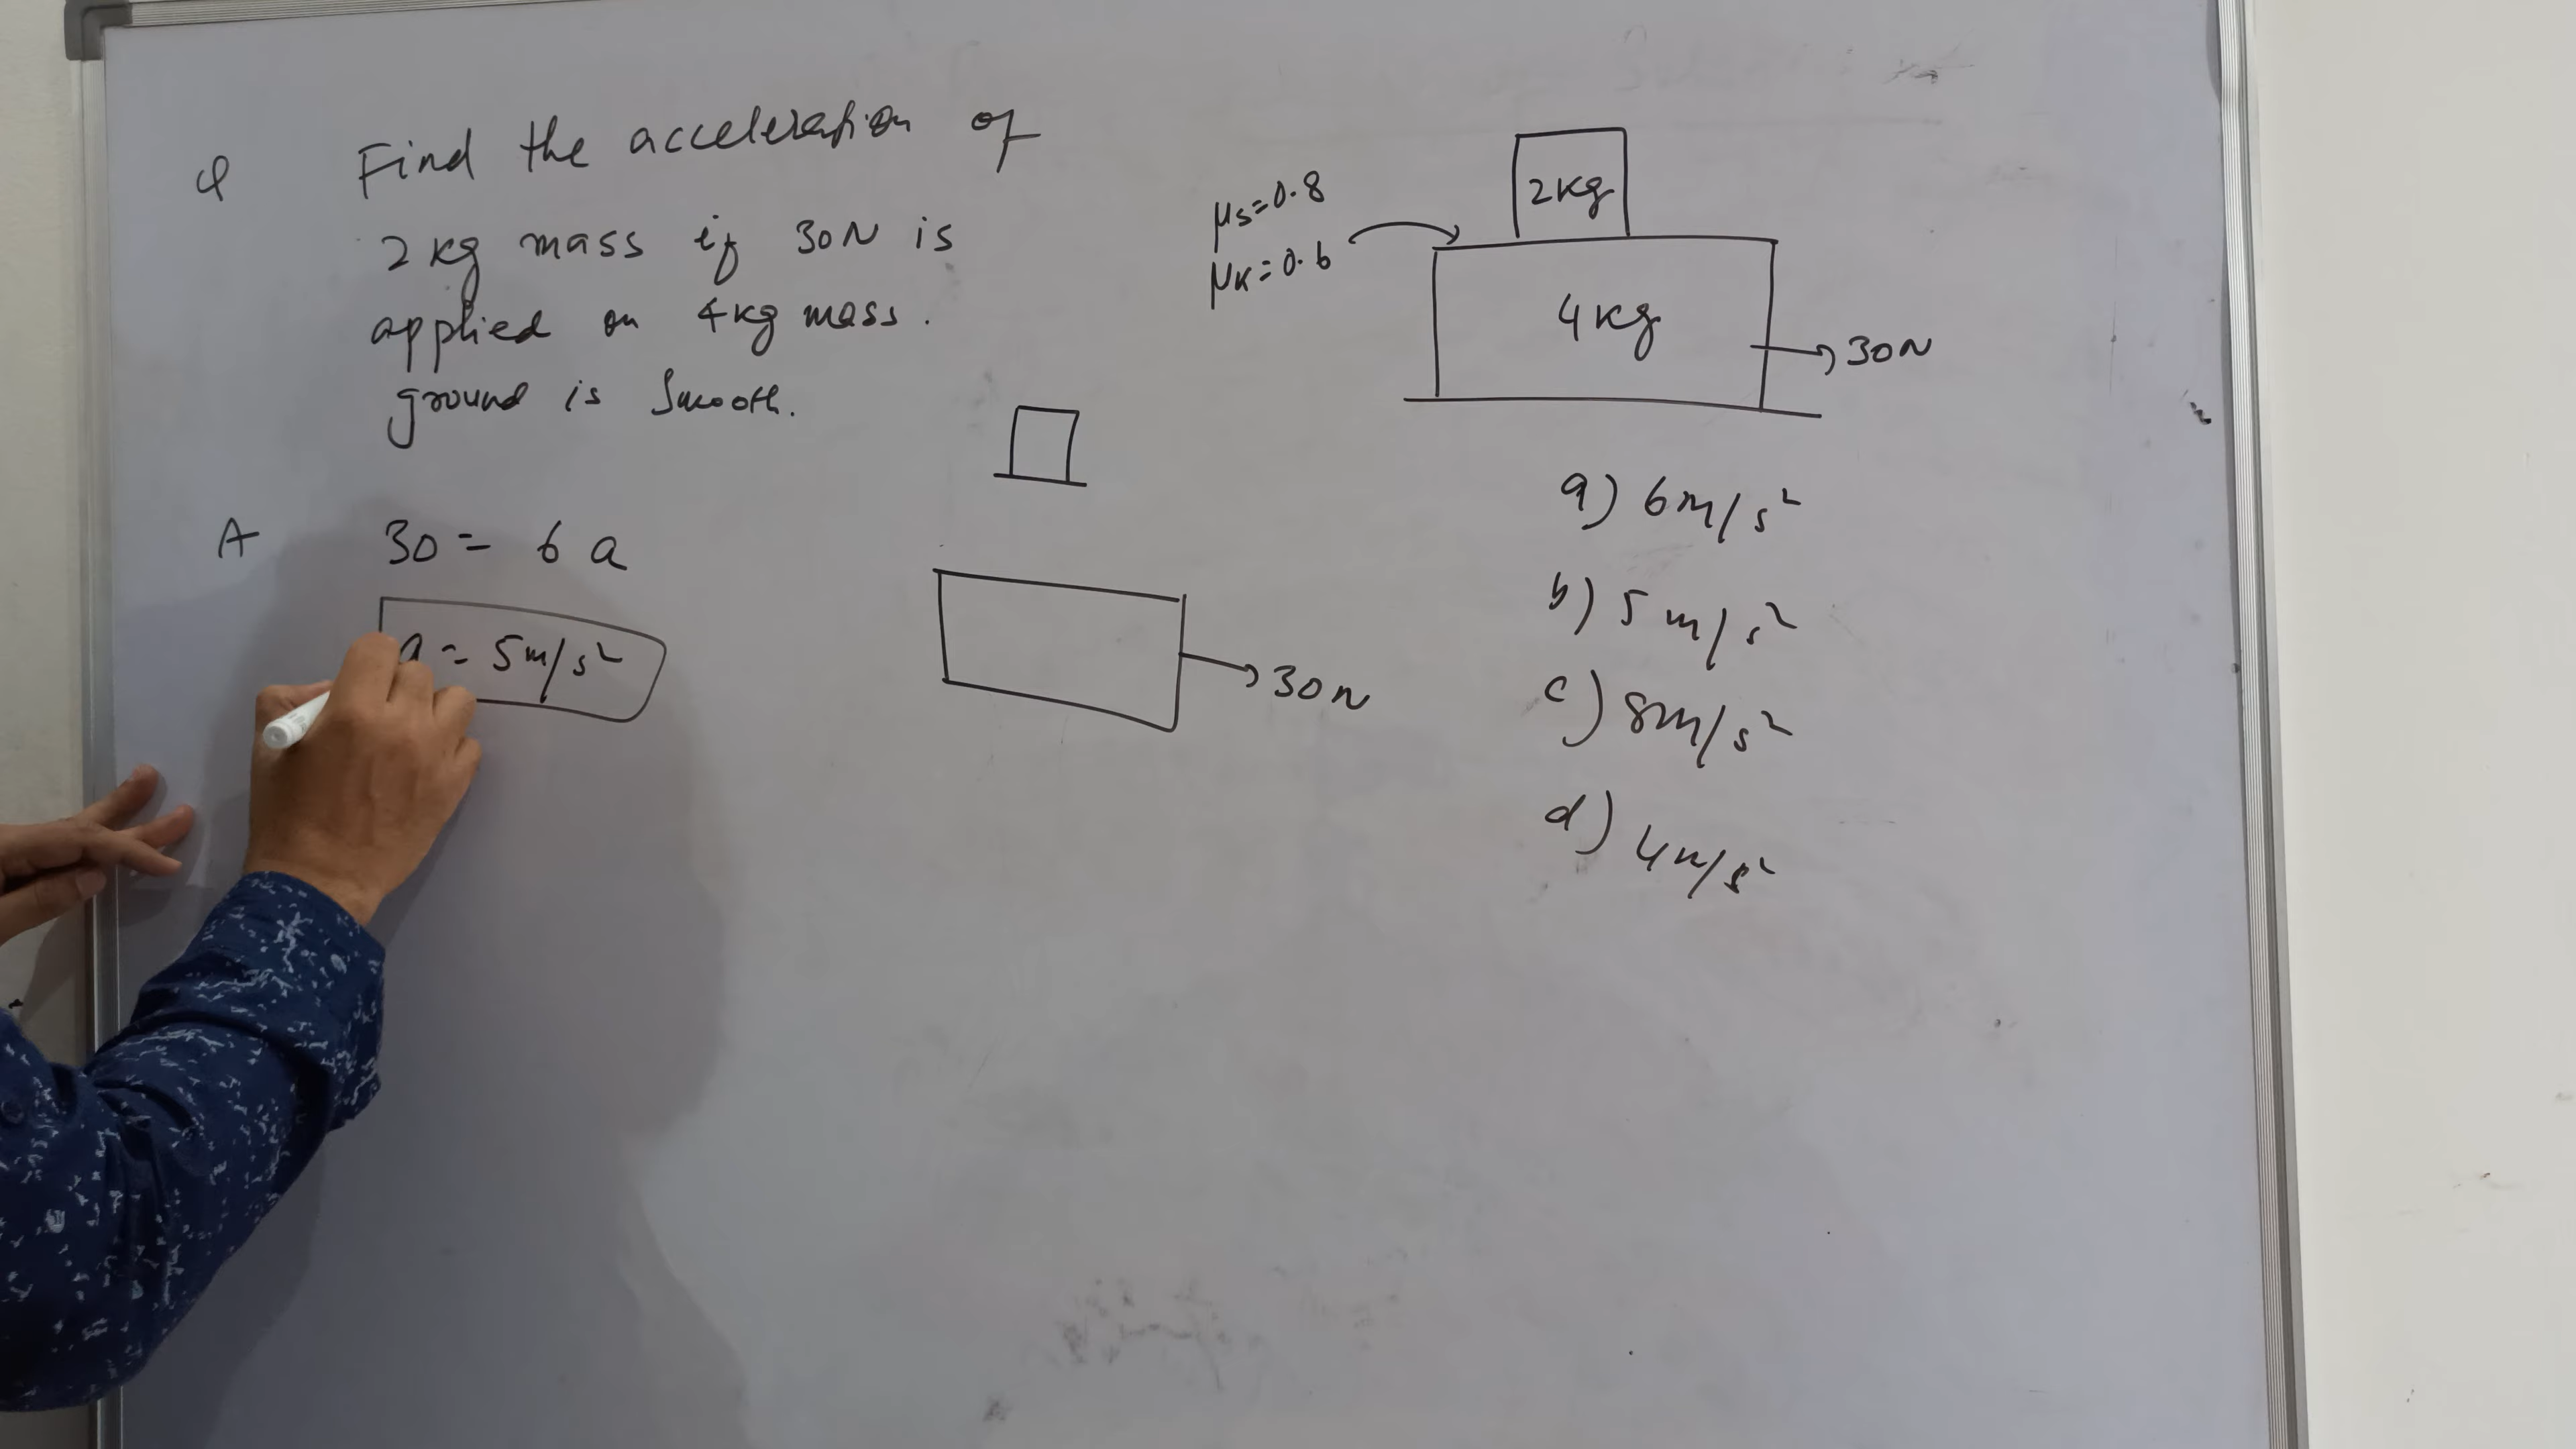 Q Find the acceleration of
2 kg mass if 30N is
applied on 4kg mass.
ground is smooth.
μs=0.8
μK=0.6
2kg
4kg
30N
A 30 = 6 a
a = 5m/s²
30N
a) 6m/s²
b) 5m/s²
c) 8m/s²
d) 4m/s²